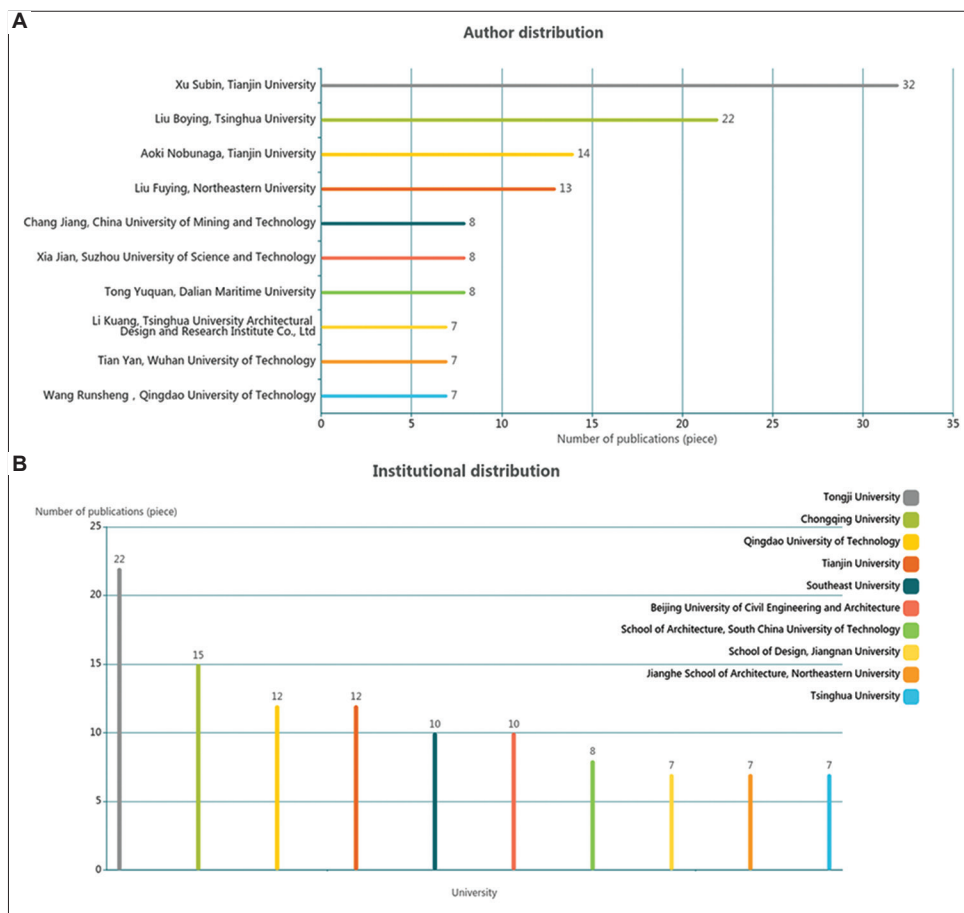 A
Author distribution
Xu Subin, Tianjin University
32
Liu Boying, Tsinghua University
22
Aoki Nobunaga, Tianjin University
14
Liu Fuying, Northeastern University
13
Chang Jiang, China University of Mining and Technology
8
Xia Jian, Suzhou University of Science and Technology
8
Tong Yuquan, Dalian Maritime University
8
Li Kuang, Tsinghua University Architectural
Design and Research Institute Co., Ltd
7
Tian Yan, Wuhan University of Technology
7
Wang Runsheng , Qingdao University of Technology
7
0 5 10 15 20 25 30 35
Number of publications (piece)
B
Institutional distribution
Number of publications (piece)
25
20
15
10
5
0
22
15
12
12
10
10
8
7
7
7
University
Tongji University
Chongqing University
Qingdao University of Technology
Tianjin University
Southeast University
Beijing University of Civil Engineering and Architecture
School of Architecture, South China University of Technology
School of Design, Jiangnan University
Jianghe School of Architecture, Northeastern University
Tsinghua University